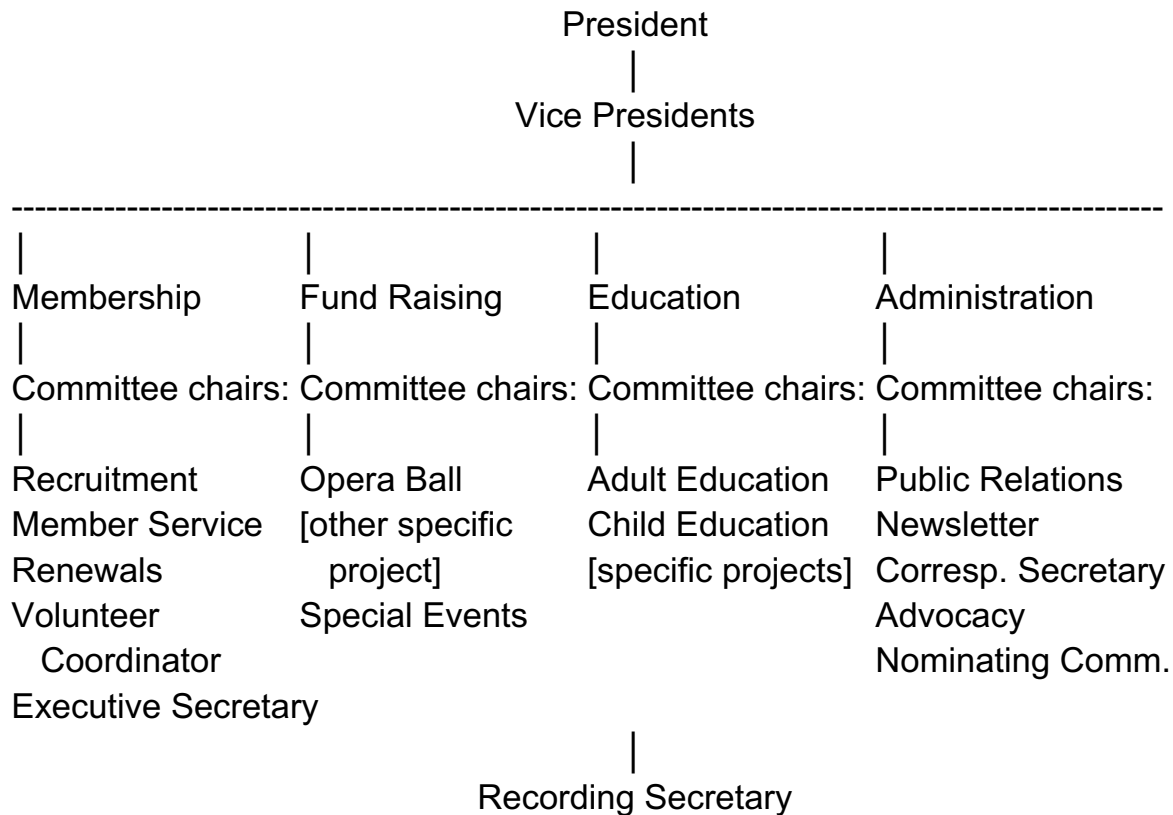 President
|
Vice Presidents
|
----------------------------------------------------------------------------------------------------
| | | |
Membership Fund Raising Education Administration
| | | |
Committee chairs: Committee chairs: Committee chairs: Committee chairs:
| | | |
Recruitment Opera Ball Adult Education Public Relations
Member Service [other specific Child Education Newsletter
Renewals project] [specific projects] Corresp. Secretary
Volunteer Special Events Advocacy
Coordinator Nominating Comm.
Executive Secretary
|
Recording Secretary